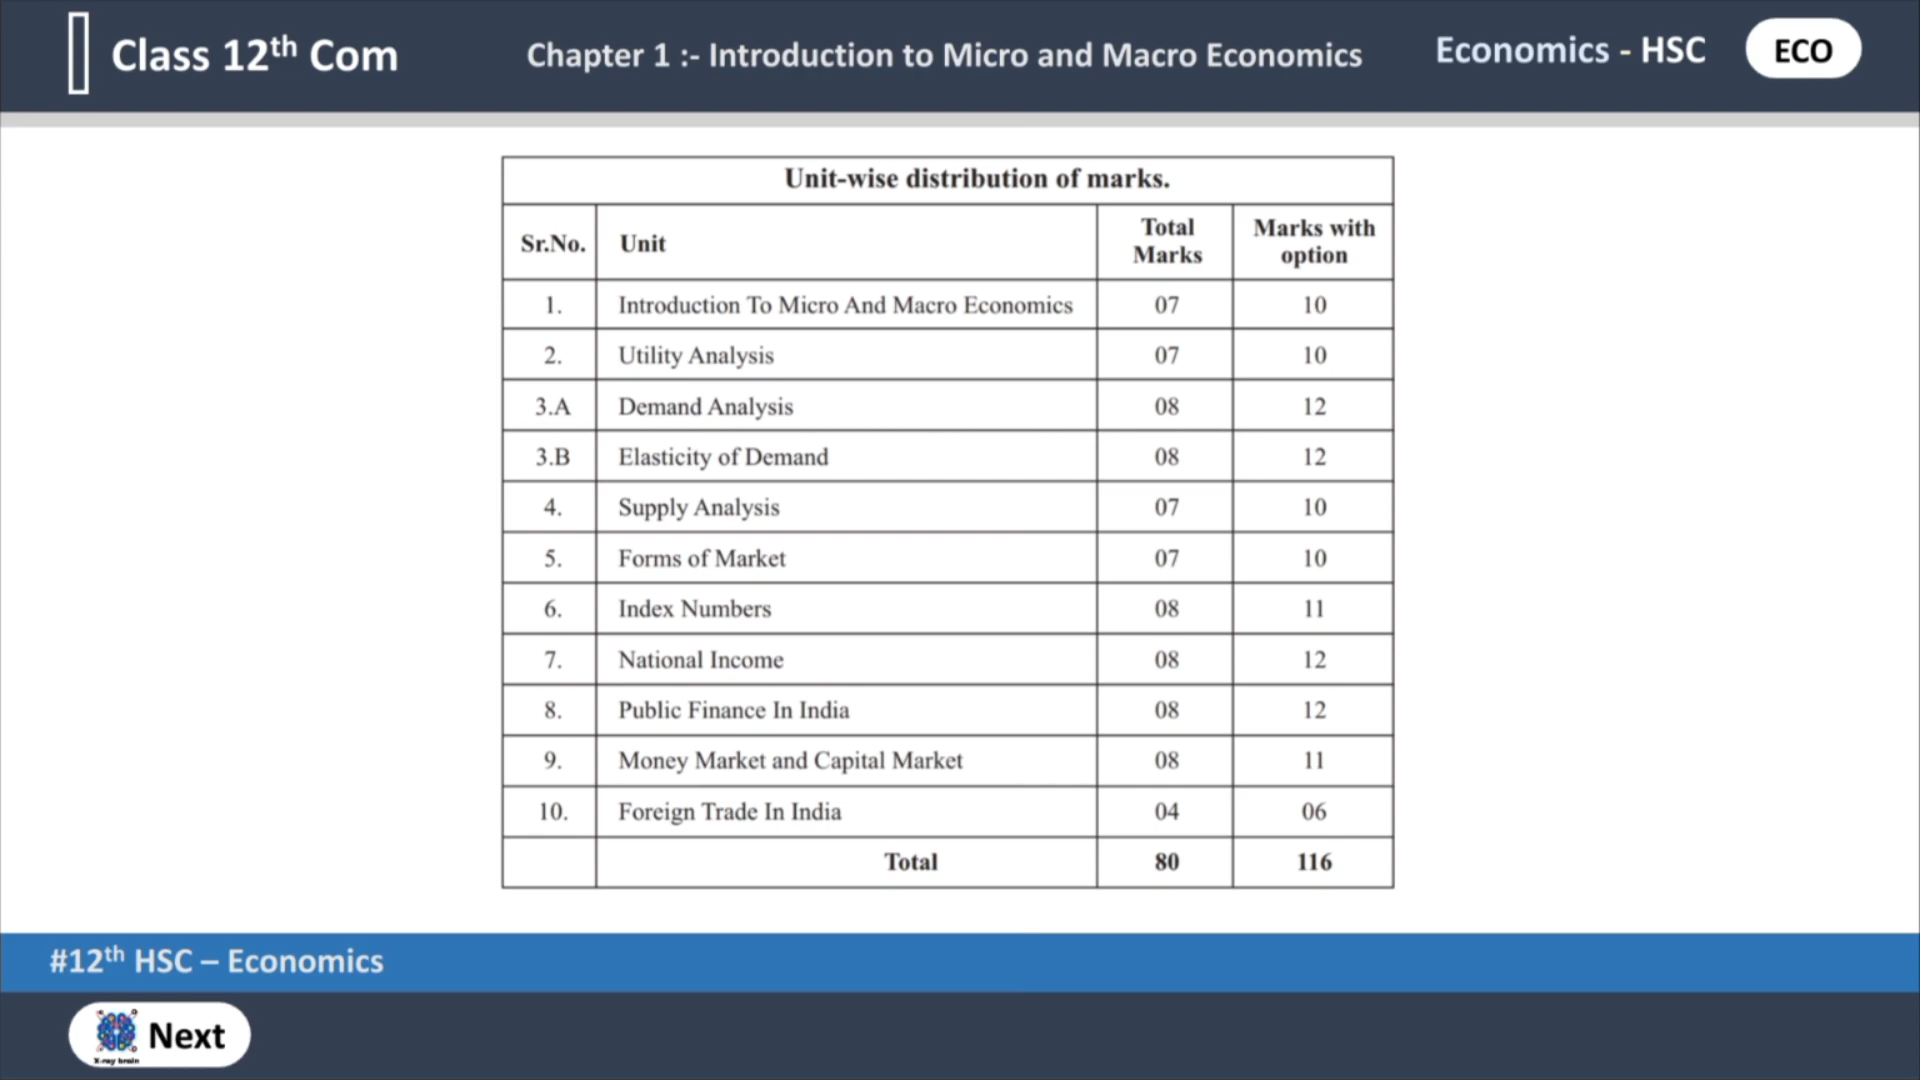 Class 12th Com
Chapter 1 :- Introduction to Micro and Macro Economics
Economics - HSC
ECO
Unit-wise distribution of marks.
Sr.No. Unit Total Marks Marks with option
1. Introduction To Micro And Macro Economics 07 10
2. Utility Analysis 07 10
3.A Demand Analysis 08 12
3.B Elasticity of Demand 08 12
4. Supply Analysis 07 10
5. Forms of Market 07 10
6. Index Numbers 08 11
7. National Income 08 12
8. Public Finance In India 08 12
9. Money Market and Capital Market 08 11
10. Foreign Trade In India 04 06
Total 80 116
#12th HSC – Economics
Next
X-ray brain